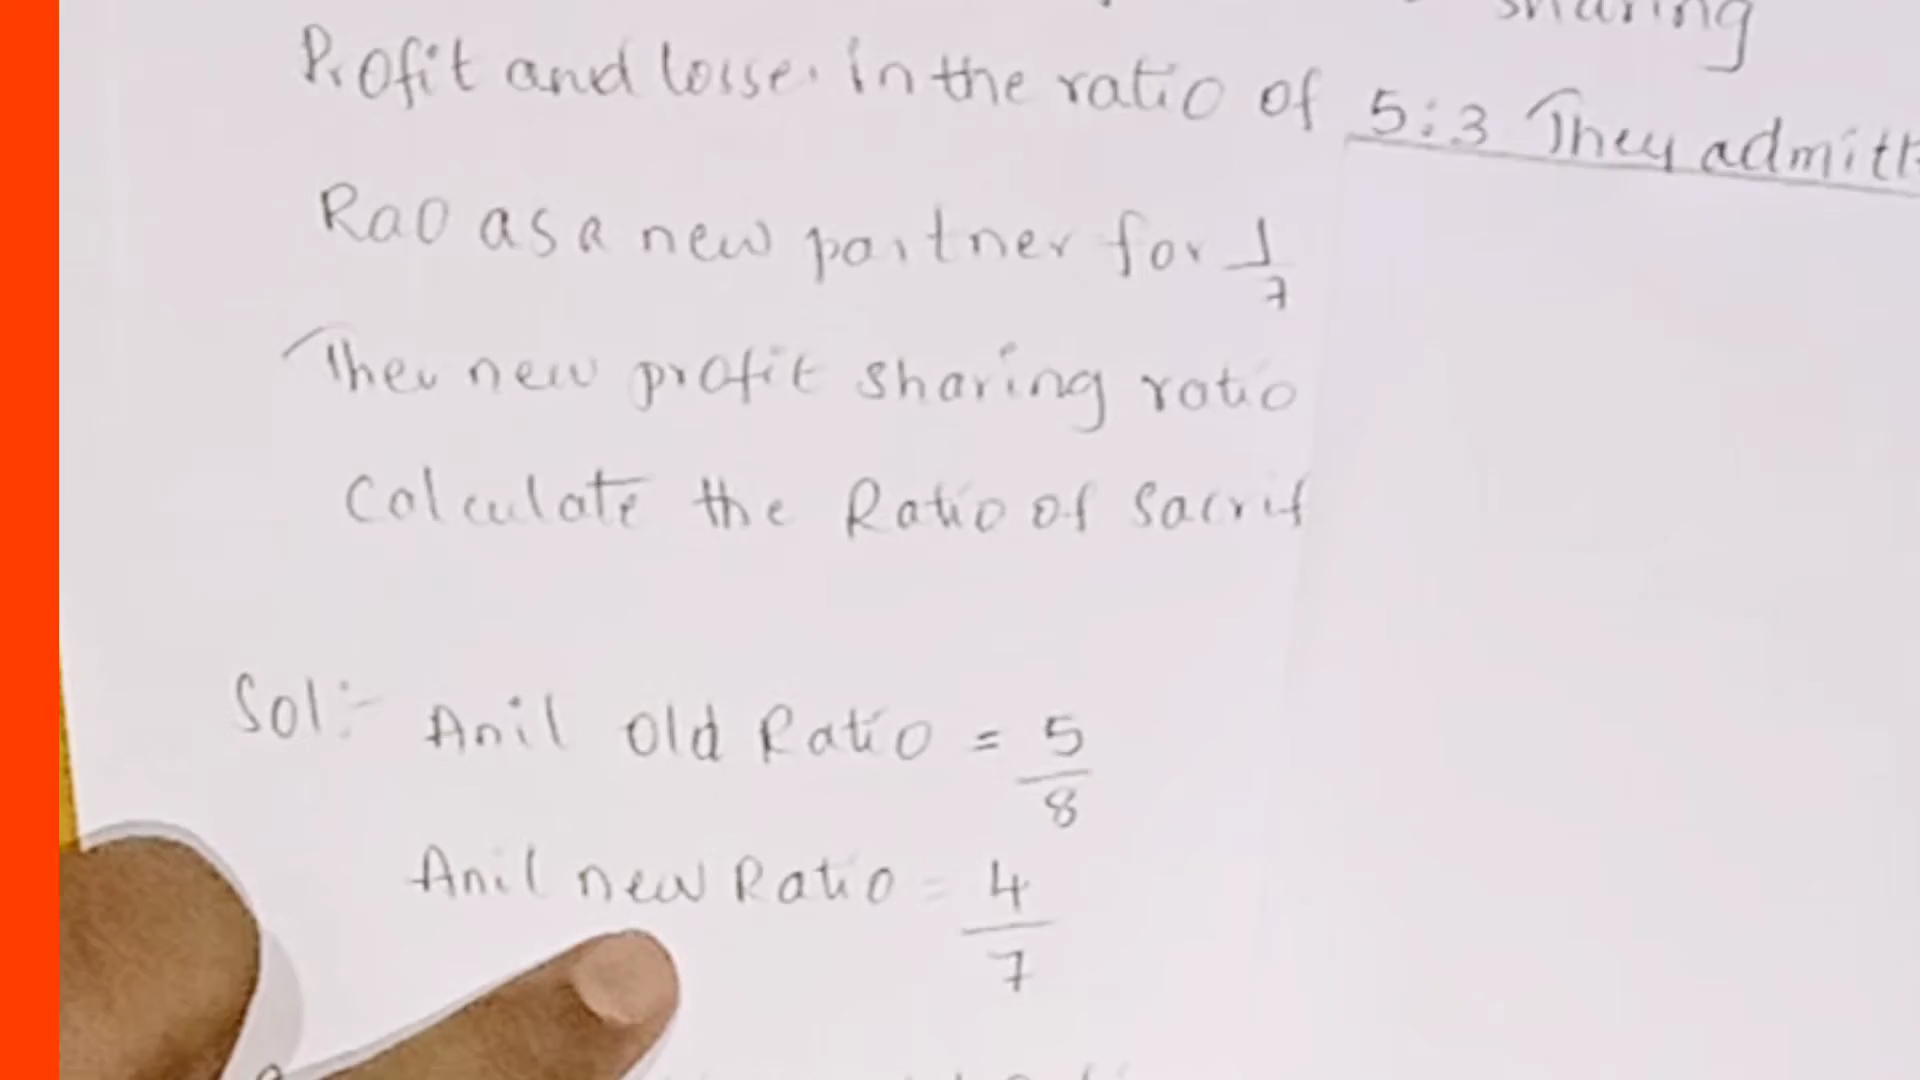 sharing
Profit and losses in the ratio of 5:3 They admitt
Rao as a new partner for 1/7
Then new profit sharing ratio
Calculate the Ratio of sacrif
Sol:- Anil old Ratio = 5/8
Anil new Ratio = 4/7